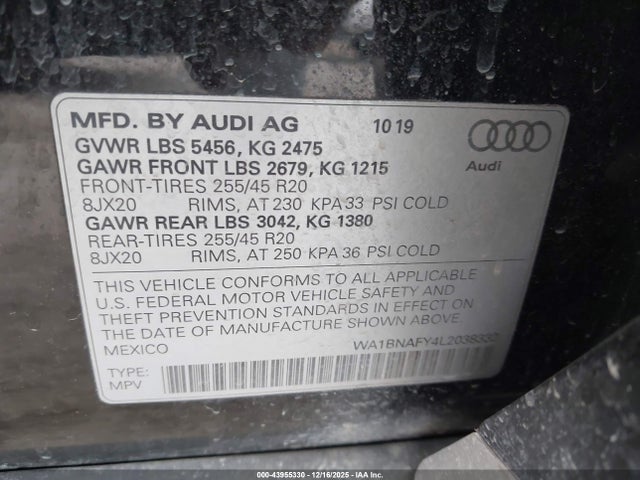 MFD. BY AUDI AG 10 19
GVWR LBS 5456, KG 2475
GAWR FRONT LBS 2679, KG 1215
FRONT-TIRES 255/45 R20
8JX20 RIMS, AT 230 KPA 33 PSI COLD
GAWR REAR LBS 3042, KG 1380
REAR-TIRES 255/45 R20
8JX20 RIMS, AT 250 KPA 36 PSI COLD
Audi
THIS VEHICLE CONFORMS TO ALL APPLICABLE
U.S. FEDERAL MOTOR VEHICLE SAFETY AND
THEFT PREVENTION STANDARDS IN EFFECT ON
THE DATE OF MANUFACTURE SHOWN ABOVE.
MEXICO WA1BNAFY4L2038332
TYPE:
MPV
000-43955330 - 12/16/2025 - IAAI